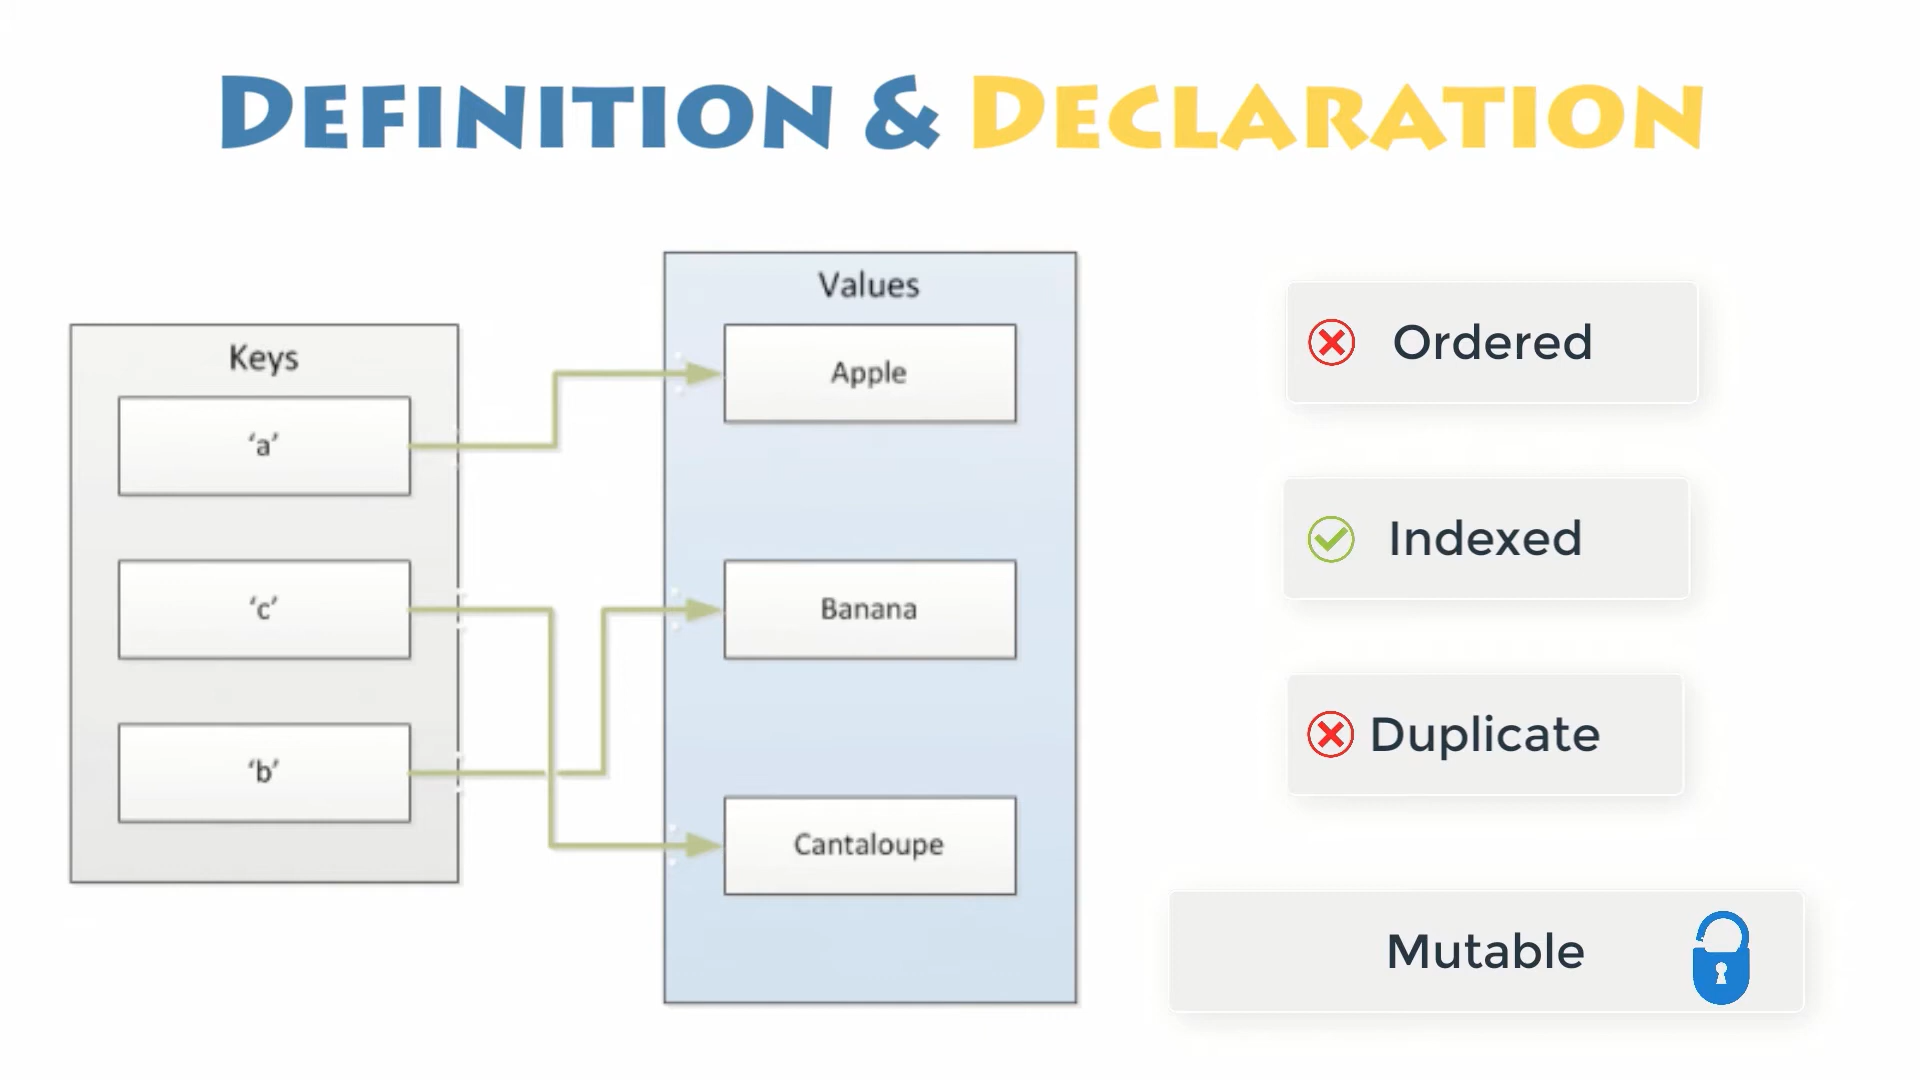 DEFINITION & DECLARATION
Keys
‘a’
‘c’
‘b’
Values
Apple
Banana
Cantaloupe
Ordered
Indexed
Duplicate
Mutable